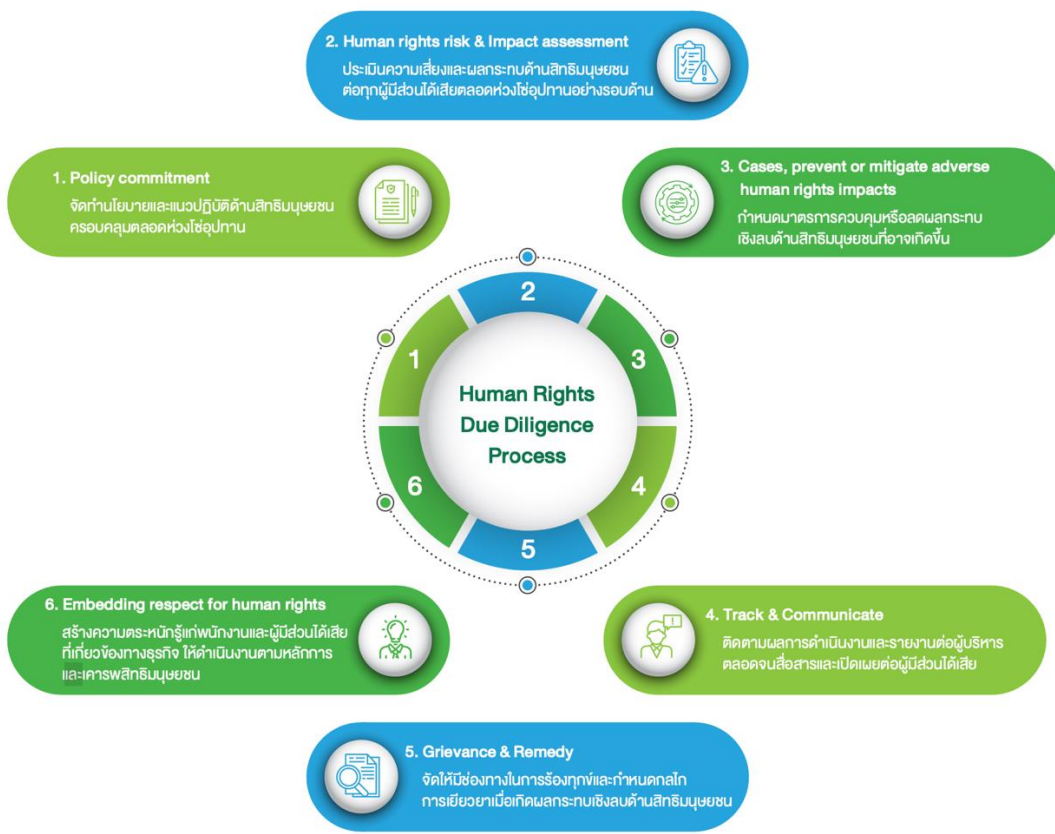 2. Human rights risk & Impact assessment
ประเมินความเสี่ยงและผลกระทบด้านสิทธิมนุษยชน
ต่อทุกผู้มีส่วนได้เสียตลอดห่วงโซ่อุปทานอย่างรอบด้าน
1. Policy commitment
จัดทำนโยบายและแนวปฏิบัติด้านสิทธิมนุษยชน
ครอบคลุมตลอดห่วงโซ่อุปทาน
3. Cases, prevent or mitigate adverse
human rights impacts
กำหนดมาตรการควบคุมหรือลดผลกระทบ
เชิงลบด้านสิทธิมนุษยชนที่อาจเกิดขึ้น
2
1
3
Human Rights
Due Diligence
Process
6
4
5
6. Embedding respect for human rights
สร้างความตระหนักรู้แก่พนักงานและผู้มีส่วนได้เสีย
ที่เกี่ยวข้องทางธุรกิจ ให้ดำเนินงานตามหลักการ
และเคารพสิทธิมนุษยชน
4. Track & Communicate
ติดตามผลการดำเนินงานและรายงานต่อผู้บริหาร
ตลอดจนสื่อสารและเปิดเผยต่อผู้มีส่วนได้เสีย
5. Grievance & Remedy
จัดให้มีช่องทางในการร้องทุกข์และกำหนดกลไก
การเยียวยาเมื่อเกิดผลกระทบเชิงลบด้านสิทธิมนุษยชน